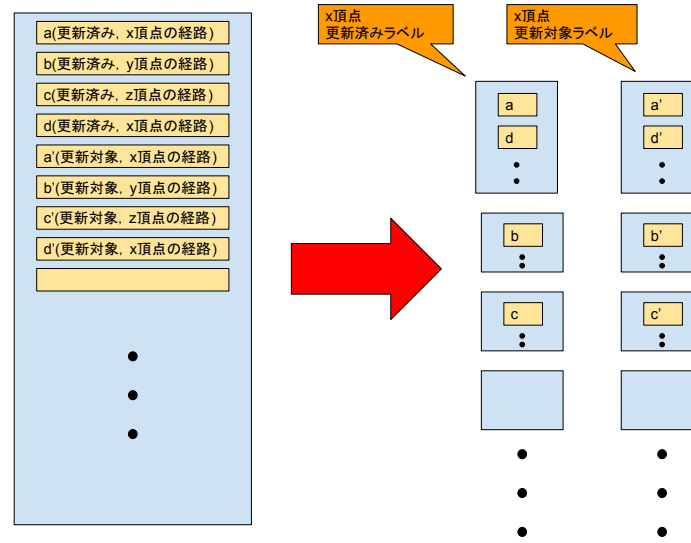 a(更新済み, x頂点の経路)
b(更新済み, y頂点の経路)
c(更新済み, z頂点の経路)
d(更新済み, x頂点の経路)
a'(更新対象, x頂点の経路)
b'(更新対象, y頂点の経路)
c'(更新対象, z頂点の経路)
d'(更新対象, x頂点の経路)
x頂点
更新済みラベル
x頂点
更新対象ラベル
a
a'
d
d'
b
b'
c
c'